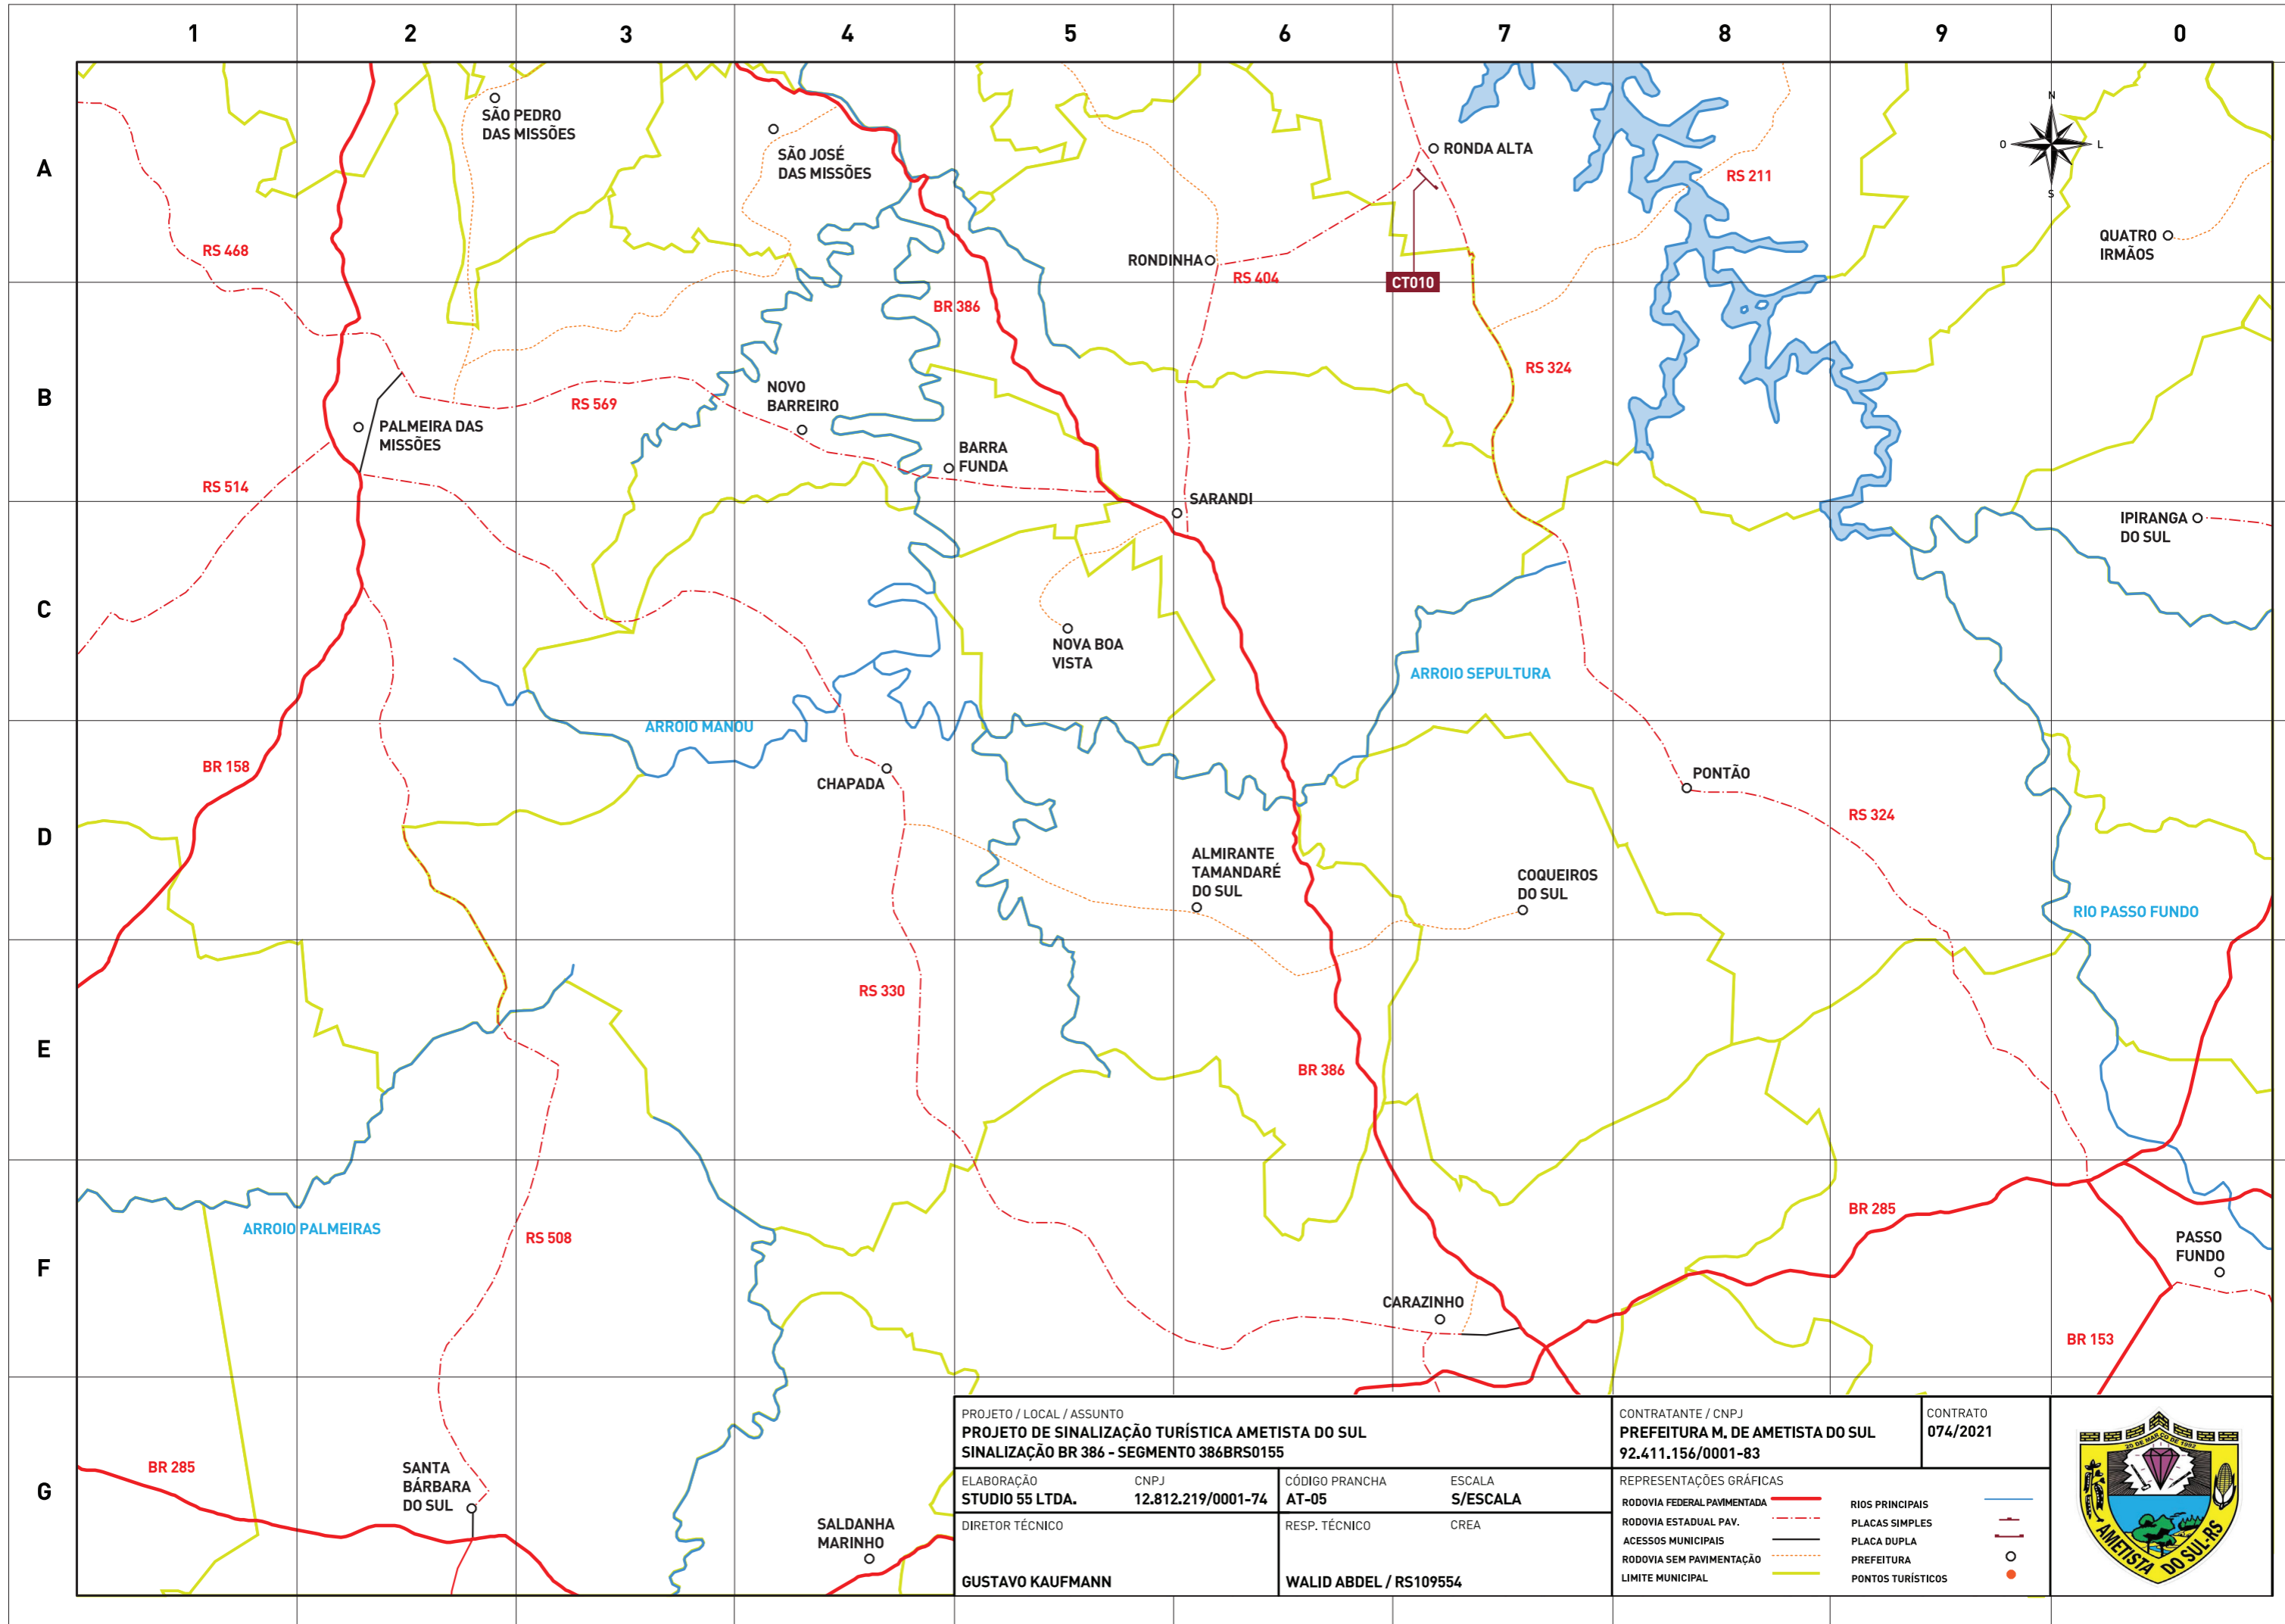 1
2
3
4
5
6
7
8
9
0
A
B
C
D
E
F
G
SÃO PEDRO
DAS MISSÕES
SÃO JOSÉ
DAS MISSÕES
RONDA ALTA
RS 211
N
O
L
S
QUATRO
IRMÃOS
RS 468
RONDINHA
RS 404
CT010
BR 386
RS 324
NOVO
BARREIRO
RS 569
PALMEIRA DAS
MISSÕES
BARRA
FUNDA
RS 514
SARANDI
IPIRANGA
DO SUL
NOVA BOA
VISTA
ARROIO SEPULTURA
ARROIO MANOU
BR 158
CHAPADA
PONTÃO
RS 324
ALMIRANTE
TAMANDARÉ
DO SUL
COQUEIROS
DO SUL
RIO PASSO FUNDO
RS 330
BR 386
ARROIO PALMEIRAS
RS 508
BR 285
PASSO
FUNDO
CARAZINHO
BR 153
BR 285
SANTA
BÁRBARA
DO SUL
SALDANHA
MARINHO
PROJETO / LOCAL / ASSUNTO
PROJETO DE SINALIZAÇÃO TURÍSTICA AMETISTA DO SUL
SINALIZAÇÃO BR 386 - SEGMENTO 386BRS0155
CONTRATANTE / CNPJ
PREFEITURA M. DE AMETISTA DO SUL
92.411.156/0001-83
CONTRATO
074/2021
ELABORAÇÃO
STUDIO 55 LTDA.
CNPJ
12.812.219/0001-74
CÓDIGO PRANCHA
AT-05
ESCALA
S/ESCALA
DIRETOR TÉCNICO
GUSTAVO KAUFMANN
RESP. TÉCNICO
CREA
WALID ABDEL / RS109554
REPRESENTAÇÕES GRÁFICAS
RODOVIA FEDERAL PAVIMENTADA
RODOVIA ESTADUAL PAV.
ACESSOS MUNICIPAIS
RODOVIA SEM PAVIMENTAÇÃO
LIMITE MUNICIPAL
RIOS PRINCIPAIS
PLACAS SIMPLES
PLACA DUPLA
PREFEITURA
PONTOS TURÍSTICOS
20 DE MARÇO DE 1992
AMETISTA DO SUL-RS